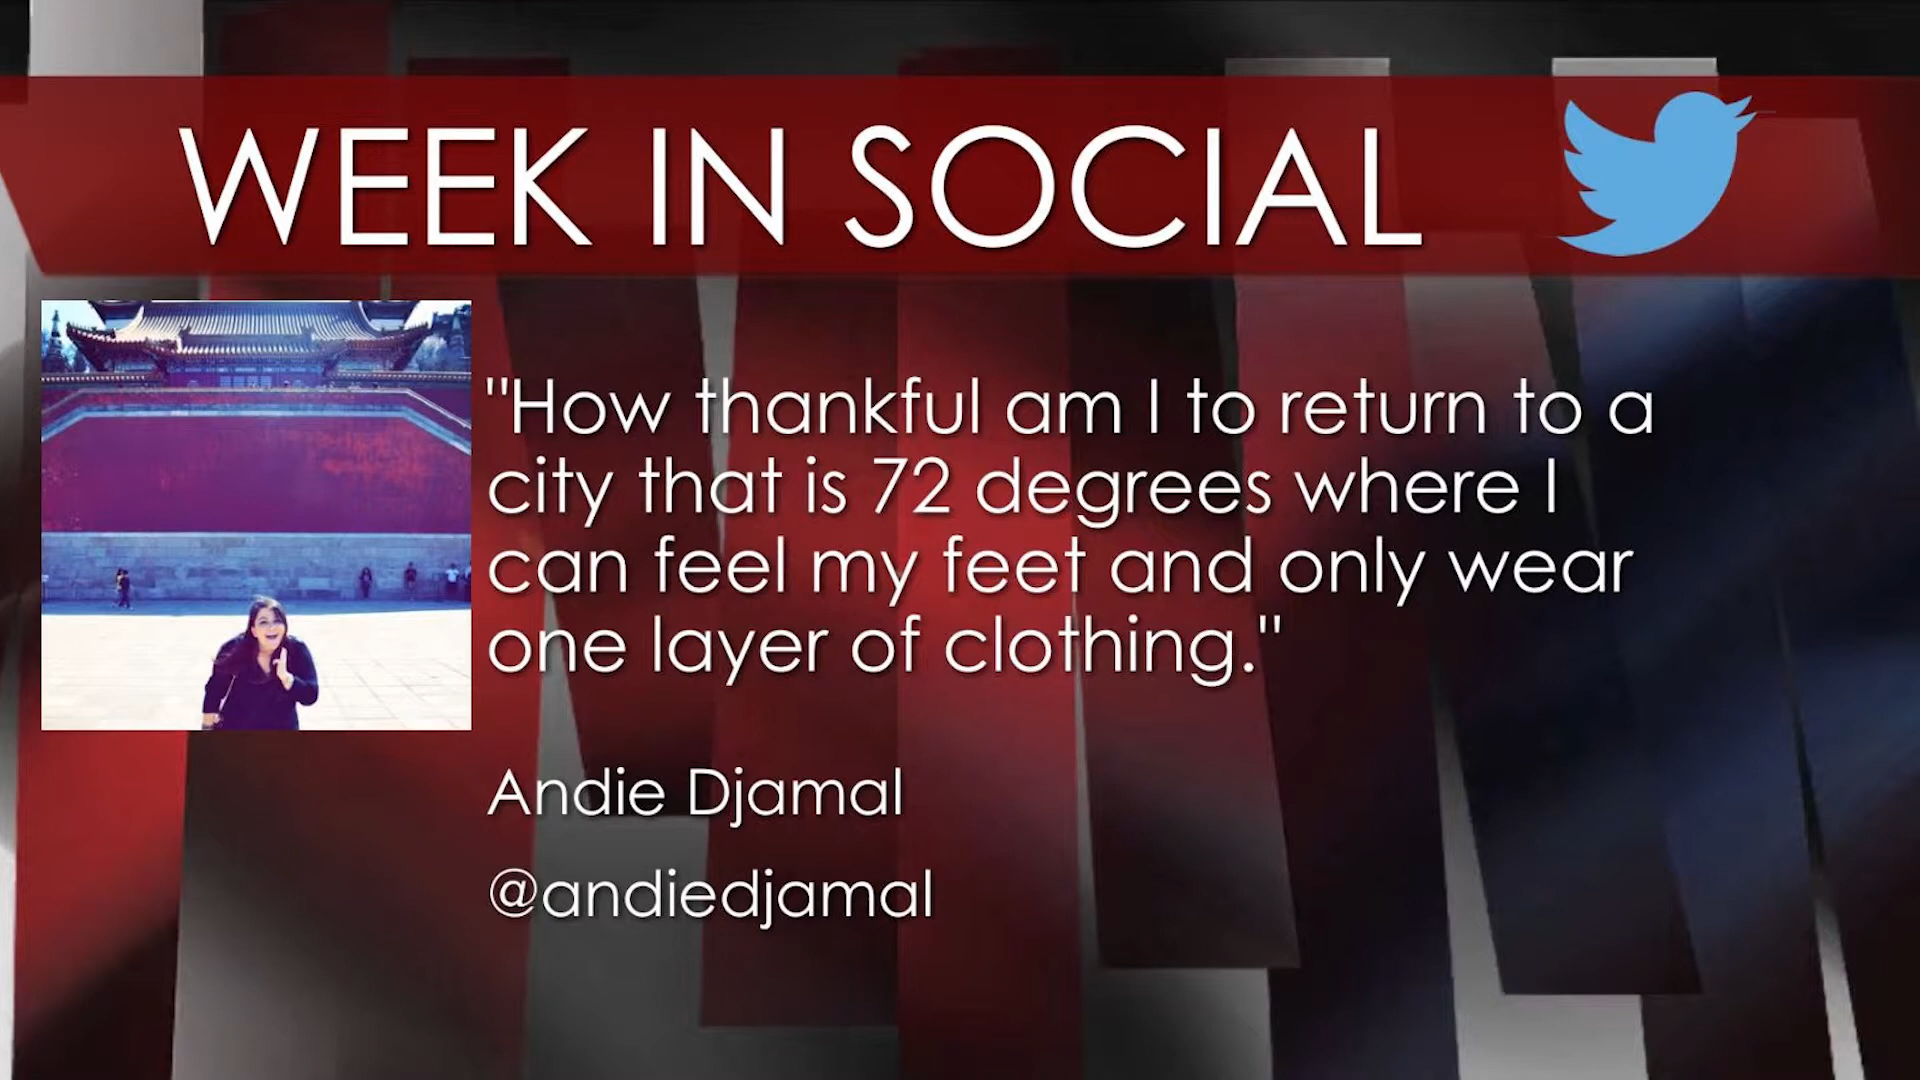 WEEK IN SOCIAL
"How thankful am I to return to a
city that is 72 degrees where I
can feel my feet and only wear
one layer of clothing."
Andie Djamal
@andiedjamal